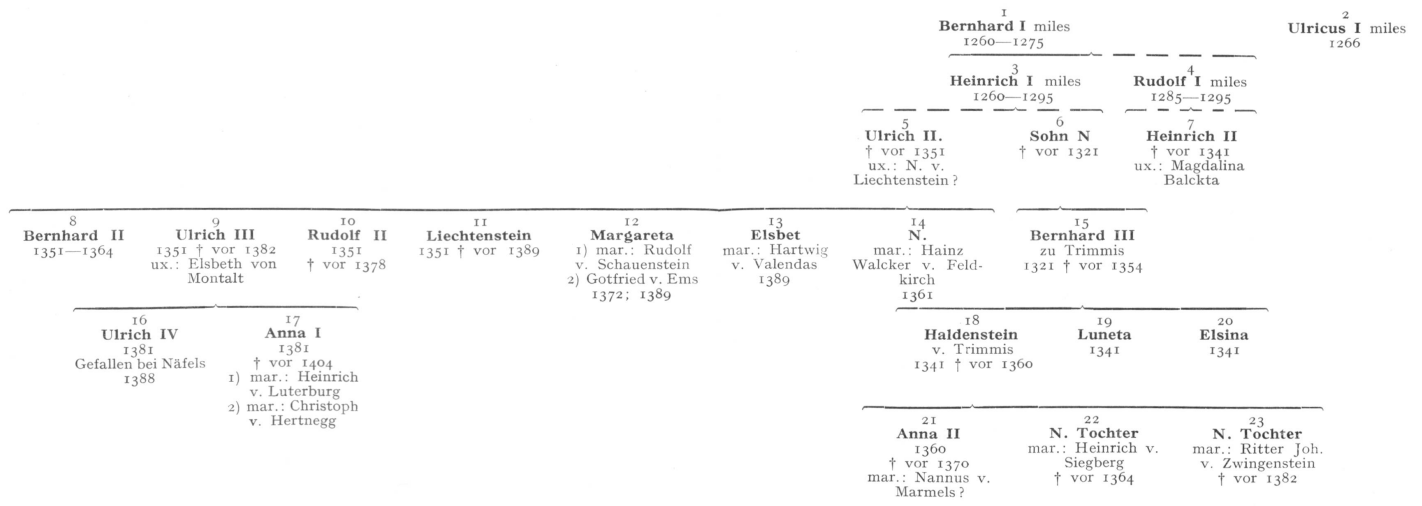 1
Bernhard I miles
1260—1275
2
Ulricus I miles
1266
3
Heinrich I miles
1260—1295
4
Rudolf I miles
1285—1295
5
Ulrich II.
† vor 1351
ux.: N. v.
Liechtenstein ?
6
Sohn N
† vor 1321
7
Heinrich II
† vor 1341
ux.: Magdalina
Balckta
8
Bernhard II
1351—1364
9
Ulrich III
1351 † vor 1382
ux.: Elsbeth von
Montalt
10
Rudolf II
1351
† vor 1378
11
Liechtenstein
1351 † vor 1389
12
Margareta
1) mar.: Rudolf
v. Schauenstein
2) Gotfried v. Ems
1372; 1389
13
Elsbet
mar.: Hartwig
v. Valendas
1389
14
N.
mar.: Hainz
Walcker v. Feld-
kirch
1361
15
Bernhard III
zu Trimmis
1321 † vor 1354
16
Ulrich IV
1381
Gefallen bei Näfels
1388
17
Anna I
1381
† vor 1404
1) mar.: Heinrich
v. Luterburg
2) mar.: Christoph
v. Hertnegg
18
Haldenstein
v. Trimmis
1341 † vor 1360
19
Luneta
1341
20
Elsina
1341
21
Anna II
1360
† vor 1370
mar.: Nannus v.
Marmels ?
22
N. Tochter
mar.: Heinrich v.
Siegberg
† vor 1364
23
N. Tochter
mar.: Ritter Joh.
v. Zwingenstein
† vor 1382